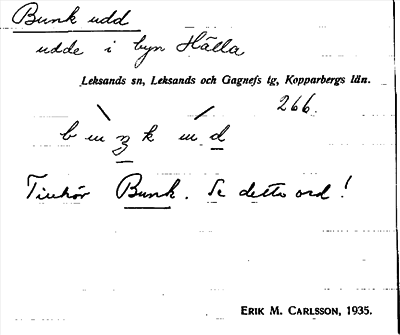 Bunk udd
udde i byn Hälla
Leksands sn, Leksands och Gagnefs tg, Kopparbergs län.
266.
Tillhör Bunk. Se detta ord!
ERIK M. CARLSSON, 1935.